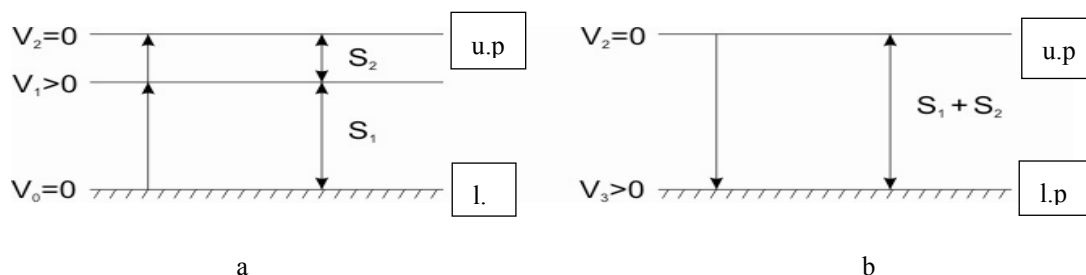 V₂=0
u.p
S₂
V₁>0
S₁
V₀=0
l.
a
V₂=0
u.p
S₁ + S₂
V₃>0
l.p
b